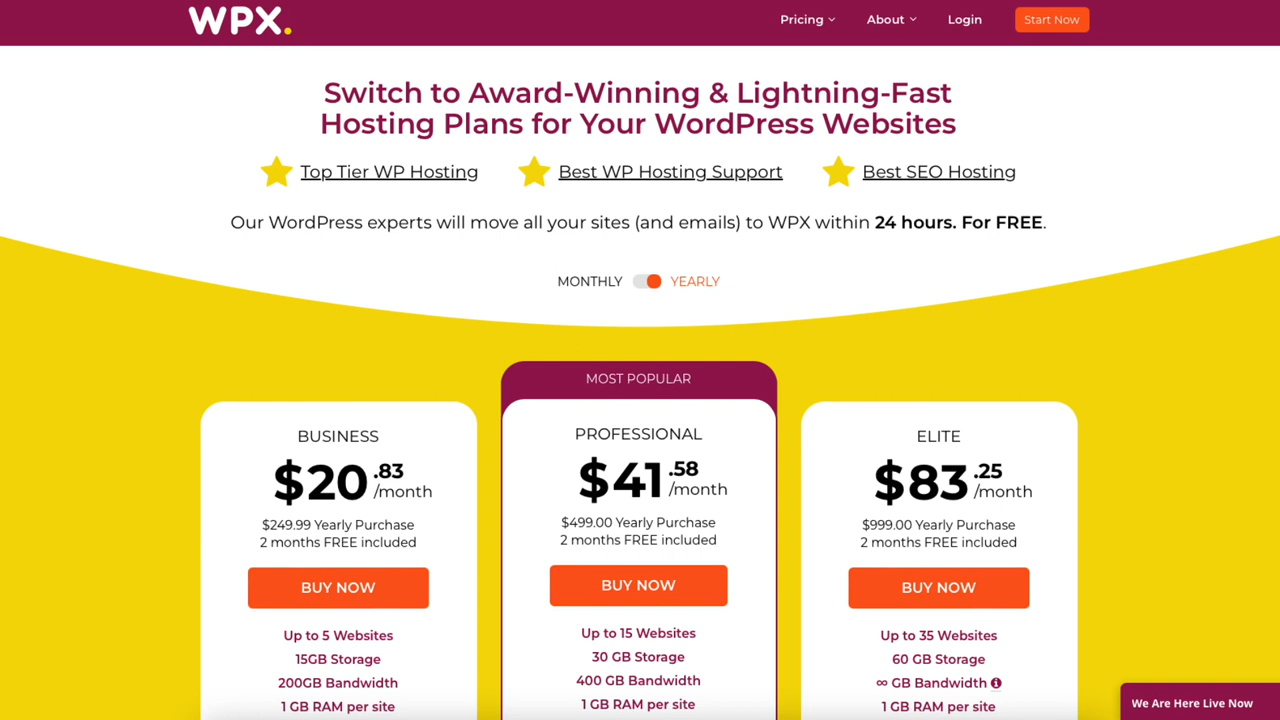 WPX.
Pricing
About
Login
Start Now
Switch to Award-Winning & Lightning-Fast
Hosting Plans for Your WordPress Websites
Top Tier WP Hosting
Best WP Hosting Support
Best SEO Hosting
Our WordPress experts will move all your sites (and emails) to WPX within 24 hours. For FREE.
MONTHLY
YEARLY
BUSINESS
$20.83/month
$249.99 Yearly Purchase
2 months FREE included
BUY NOW
Up to 5 Websites
15GB Storage
200GB Bandwidth
1 GB RAM per site
MOST POPULAR
PROFESSIONAL
$41.58/month
$499.00 Yearly Purchase
2 months FREE included
BUY NOW
Up to 15 Websites
30 GB Storage
400 GB Bandwidth
1 GB RAM per site
ELITE
$83.25/month
$999.00 Yearly Purchase
2 months FREE included
BUY NOW
Up to 35 Websites
60 GB Storage
∞ GB Bandwidth
1 GB RAM per site
We Are Here Live Now